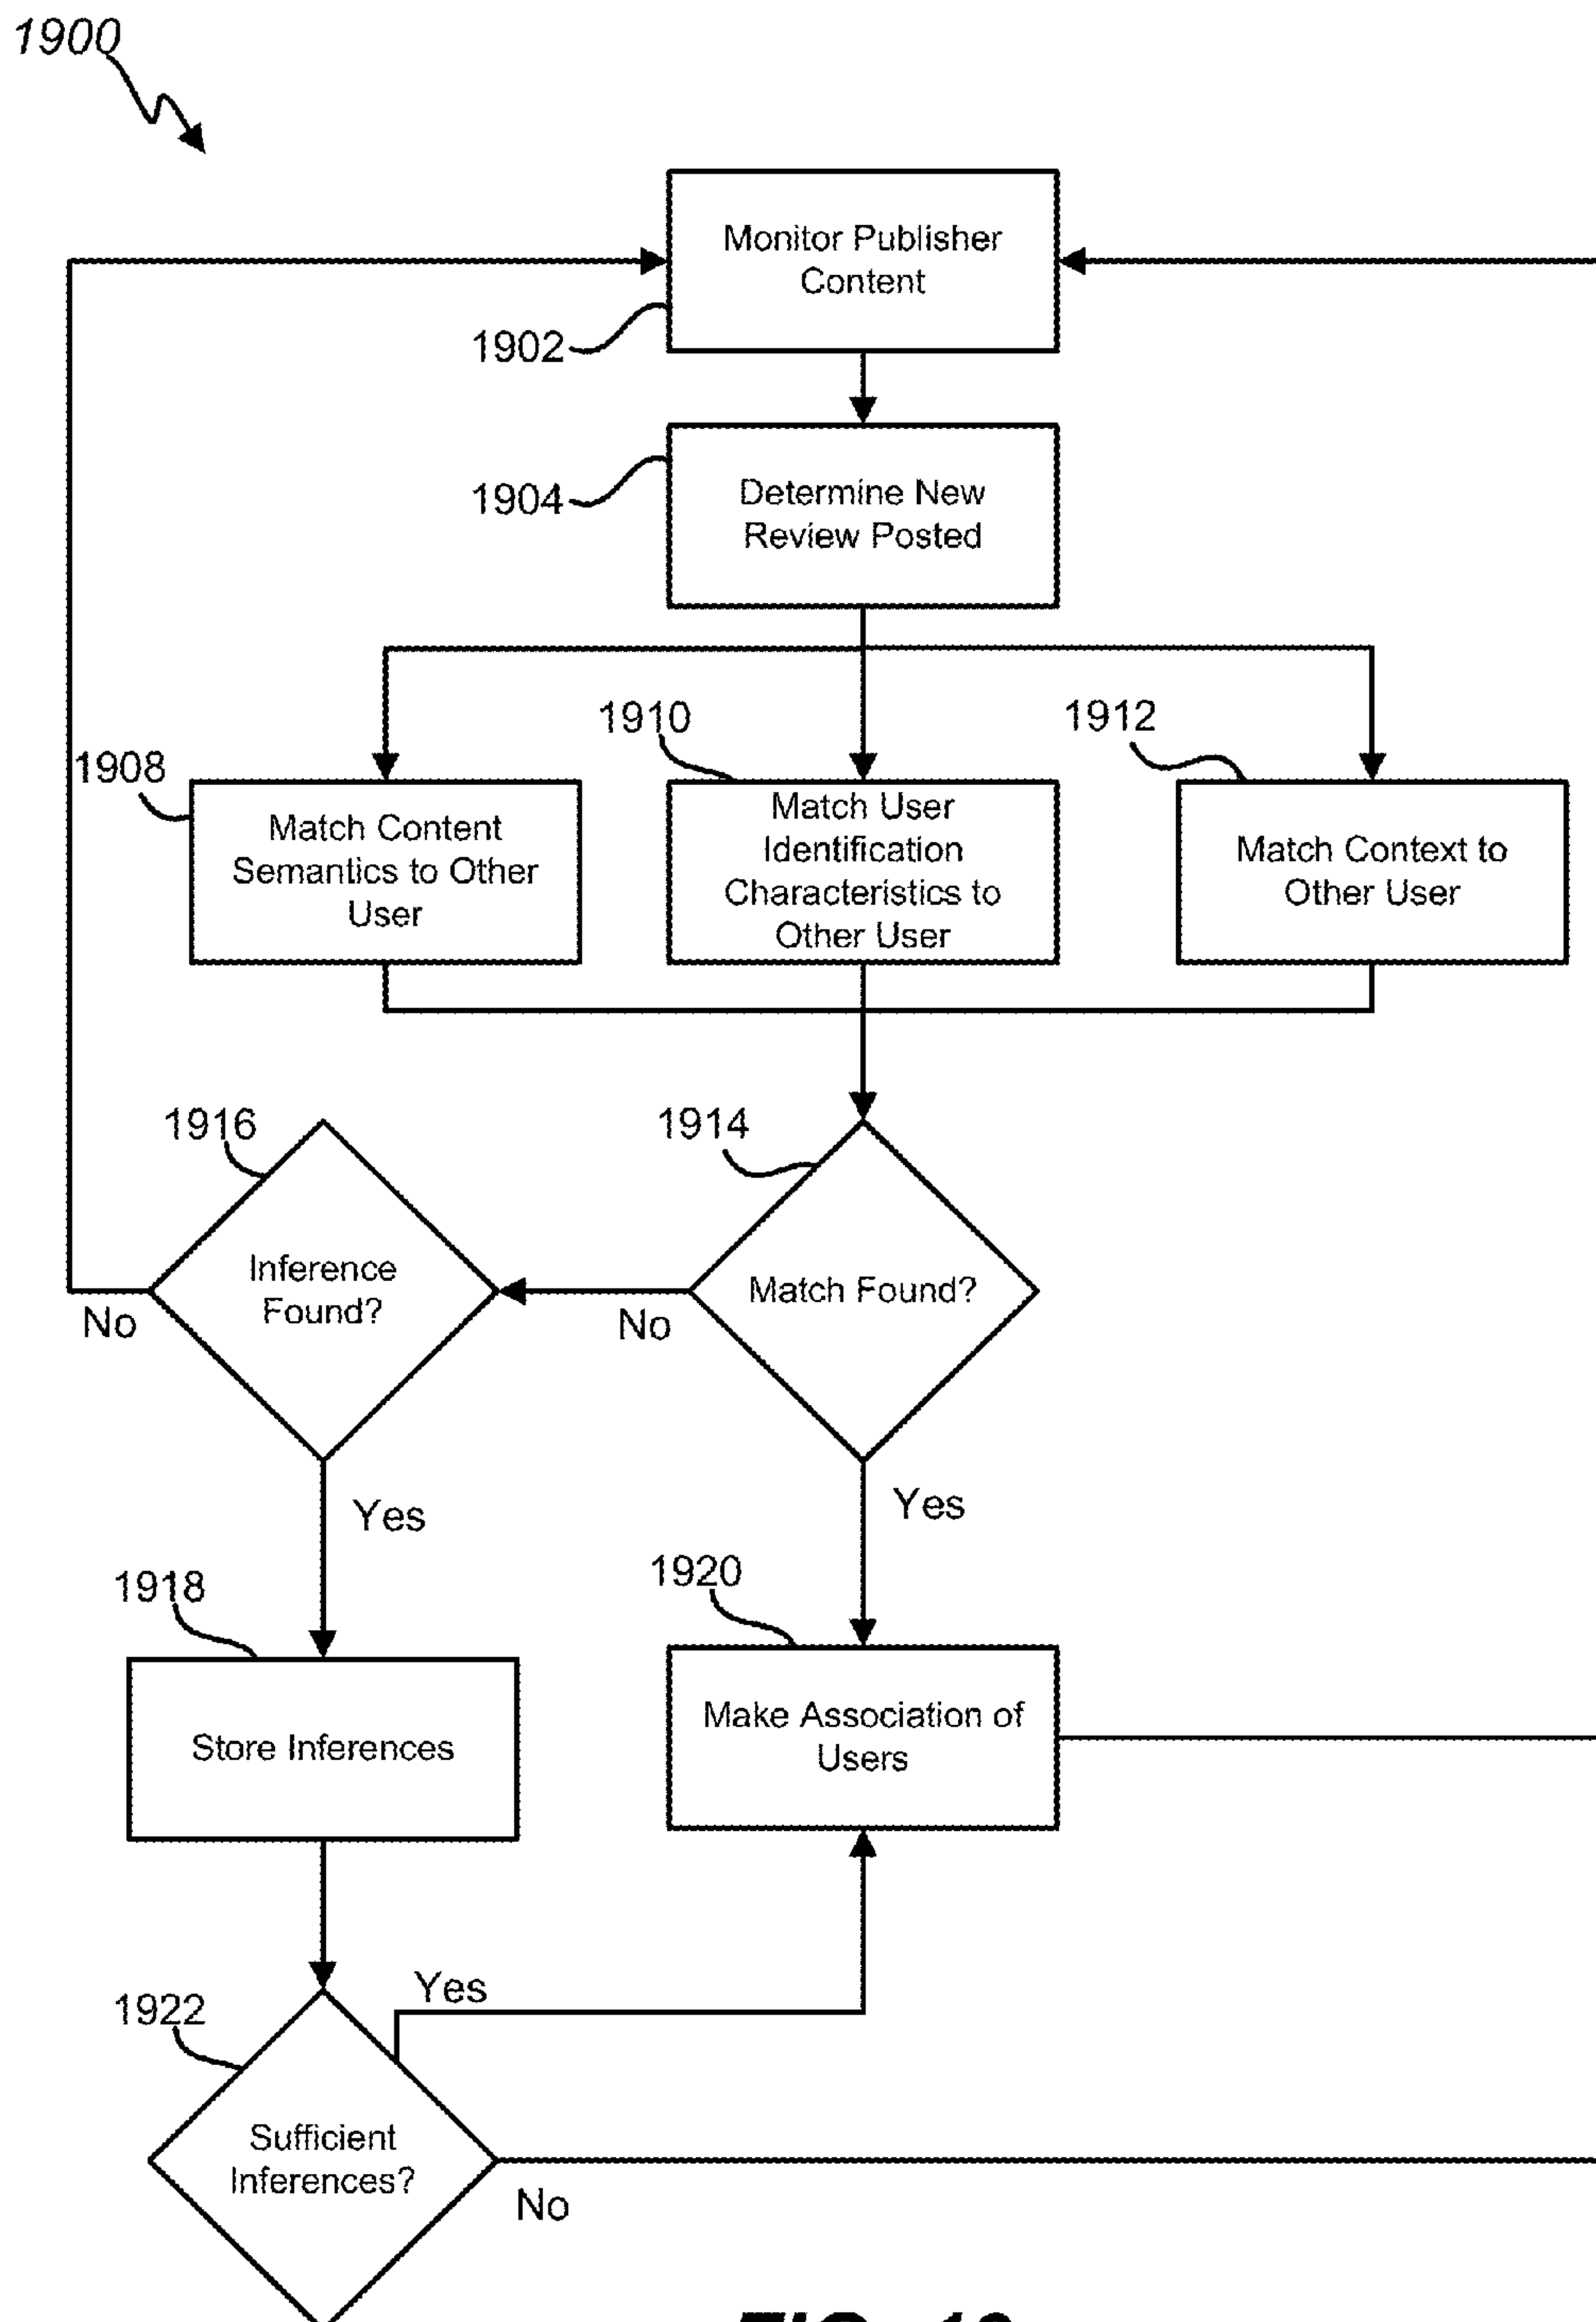 1900
Monitor Publisher
Content
1902
Determine New
Review Posted
1904
1908
1910
1912
Match Content
Semantics to Other
User
Match User
Identification
Characteristics to
Other User
Match Context to
Other User
1916
1914
Inference
Found?
Match Found?
No
No
Yes
Yes
1918
1920
Store Inferences
Make Association of
Users
1922
Yes
Sufficient
Inferences?
No